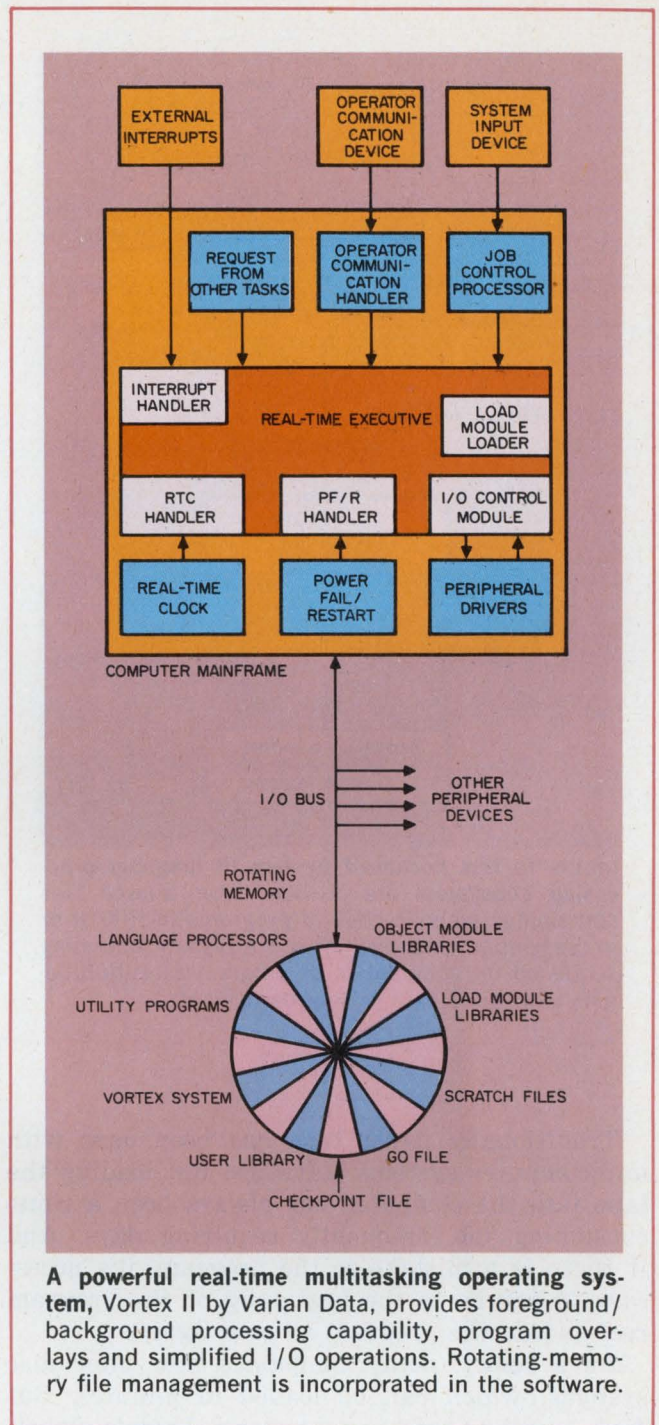 EXTERNAL
INTERRUPTS
OPERATOR
COMMUNI-
CATION
DEVICE
SYSTEM
INPUT
DEVICE
REQUEST
FROM
OTHER TASKS
OPERATOR
COMMUNI-
CATION
HANDLER
JOB
CONTROL
PROCESSOR
INTERRUPT
HANDLER
REAL-TIME EXECUTIVE
LOAD
MODULE
LOADER
RTC
HANDLER
PF/R
HANDLER
I/O CONTROL
MODULE
REAL-TIME
CLOCK
POWER
FAIL/
RESTART
PERIPHERAL
DRIVERS
COMPUTER MAINFRAME
I/O BUS
OTHER
PERIPHERAL
DEVICES
ROTATING
MEMORY
LANGUAGE PROCESSORS
OBJECT MODULE
LIBRARIES
UTILITY PROGRAMS
LOAD MODULE
LIBRARIES
VORTEX SYSTEM
SCRATCH FILES
USER LIBRARY
GO FILE
CHECKPOINT FILE
A powerful real-time multitasking operating sys-
tem, Vortex II by Varian Data, provides foreground/
background processing capability, program over-
lays and simplified I/O operations. Rotating-memo-
ry file management is incorporated in the software.